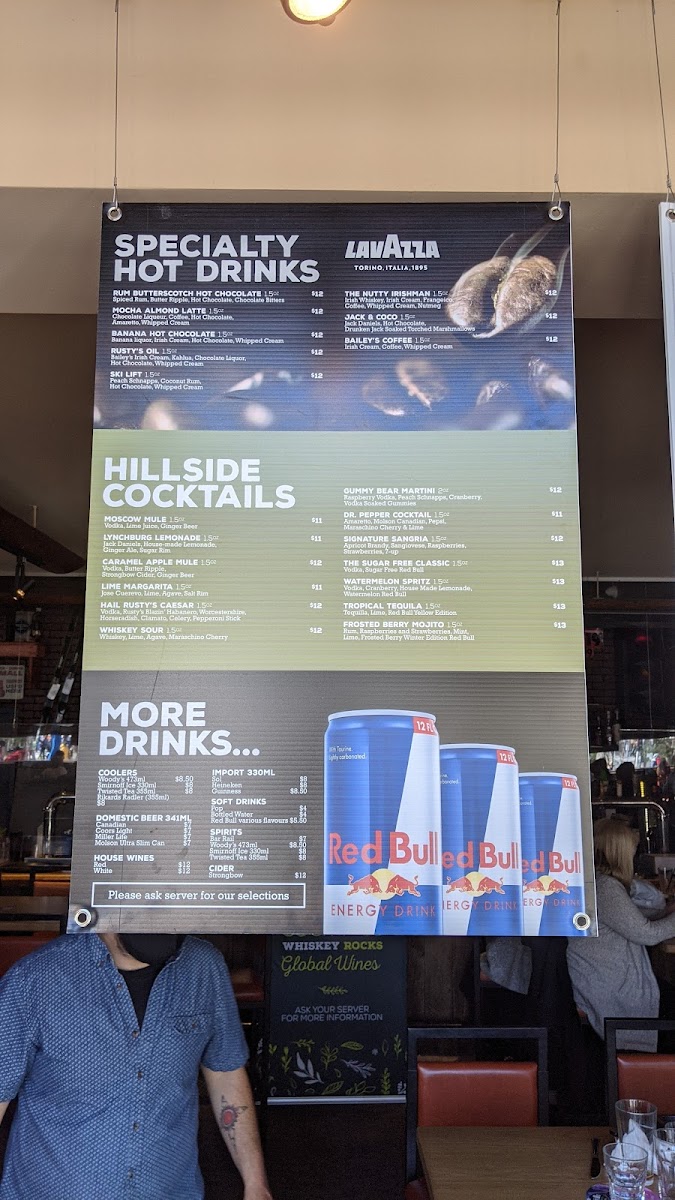 SPECIALTY
HOT DRINKS
LAVAZZA
TORINO, ITALIA, 1895
RUM BUTTERSCOTCH HOT CHOCOLATE 1.5oz $12
Spiced Rum, Butter Ripple, Hot Chocolate, Chocolate Bitters
MOCHA ALMOND LATTE 1.5oz $12
Chocolate Liqueur, Coffee, Hot Chocolate,
Amaretto, Whipped Cream
BANANA HOT CHOCOLATE 1.5oz $12
Banana liquor, Irish Cream, Hot Chocolate, Whipped Cream
RUSTY'S OIL 1.5oz $12
Bailey's Irish Cream, Kahlua, Chocolate Liquor,
Hot Chocolate, Whipped Cream
SKI LIFT 1.5oz $12
Peach Schnapps, Coconut Rum,
Hot Chocolate, Whipped Cream
THE NUTTY IRISHMAN 1.5oz $12
Irish Whiskey, Irish Cream, Frangelico,
Coffee, Whipped Cream, Nutmeg
JACK & COCO 1.5oz $12
Jack Daniels, Hot Chocolate,
Drunken Jack Soaked Torched Marshmallows
BAILEY'S COFFEE 1.5oz $12
Irish Cream, Coffee, Whipped Cream
HILLSIDE
COCKTAILS
MOSCOW MULE 1.5oz $11
Vodka, Lime Juice, Ginger Beer
LYNCHBURG LEMONADE 1.5oz $11
Jack Daniels, House-made Lemonade,
Ginger Ale, Sugar Rim
CARAMEL APPLE MULE 1.5oz $12
Vodka, Butter Ripple,
Strongbow Cider, Ginger Beer
LIME MARGARITA 1.5oz $11
Jose Cuervo, Lime, Agave, Salt Rim
HAIL RUSTY'S CAESAR 1.5oz $12
Vodka, Rusty's Blazin' Habanero, Worcestershire,
Horseradish, Clamato, Celery, Pepperoni Stick
WHISKEY SOUR 1.5oz $12
Whiskey, Lime, Agave, Maraschino Cherry
GUMMY BEAR MARTINI 2oz $12
Raspberry Vodka, Peach Schnapps, Cranberry,
Vodka Soaked Gummies
DR. PEPPER COCKTAIL 1.5oz $11
Amaretto, Molson Canadian, Pepsi,
Maraschino Cherry & Lime
SIGNATURE SANGRIA 1.5oz $12
Apricot Brandy, Sangiovese, Raspberries,
Strawberries, 7-up
THE SUGAR FREE CLASSIC 1.5oz $13
Vodka, Sugar Free Red Bull
WATERMELON SPRITZ 1.5oz $13
Vodka, Cranberry, House Made Lemonade,
Watermelon Red Bull
TROPICAL TEQUILA 1.5oz $13
Tequilla, Lime, Red Bull Yellow Edition
FROSTED BERRY MOJITO 1.5oz $13
Rum, Raspberries and Strawberries, Mint,
Lime, Frosted Berry Winter Edition Red Bull
MORE
DRINKS...
COOLERS
Woody's 473ml $8.50
Smirnoff Ice 330ml $8
Twisted Tea 355ml $8
Rikards Radler (355ml)
$8
DOMESTIC BEER 341ML
Canadian $7
Coors Light $7
Miller Life $7
Molson Ultra Slim Can $7
HOUSE WINES
Red $12
White $12
IMPORT 330ML
Sol $8
Heineken $8
Guinness $8.50
SOFT DRINKS
Pop $4
Bottled Water $4
Red Bull various flavours $5.50
SPIRITS
Bar Rail $7
Woody's 473ml $8.50
Smirnoff Ice 330ml $8
Twisted Tea 355ml $8
CIDER
Strongbow $12
Please ask server for our selections
12 FL
With Taurine.
Lightly carbonated.
Red Bull
ENERGY DRINK
12 FL
ed Bull
NERGY DRINK
12 FL
ed Bull
ERGY DRINK
WHISKEY ROCKS
Global Wines
ASK YOUR SERVER
FOR MORE INFORMATION